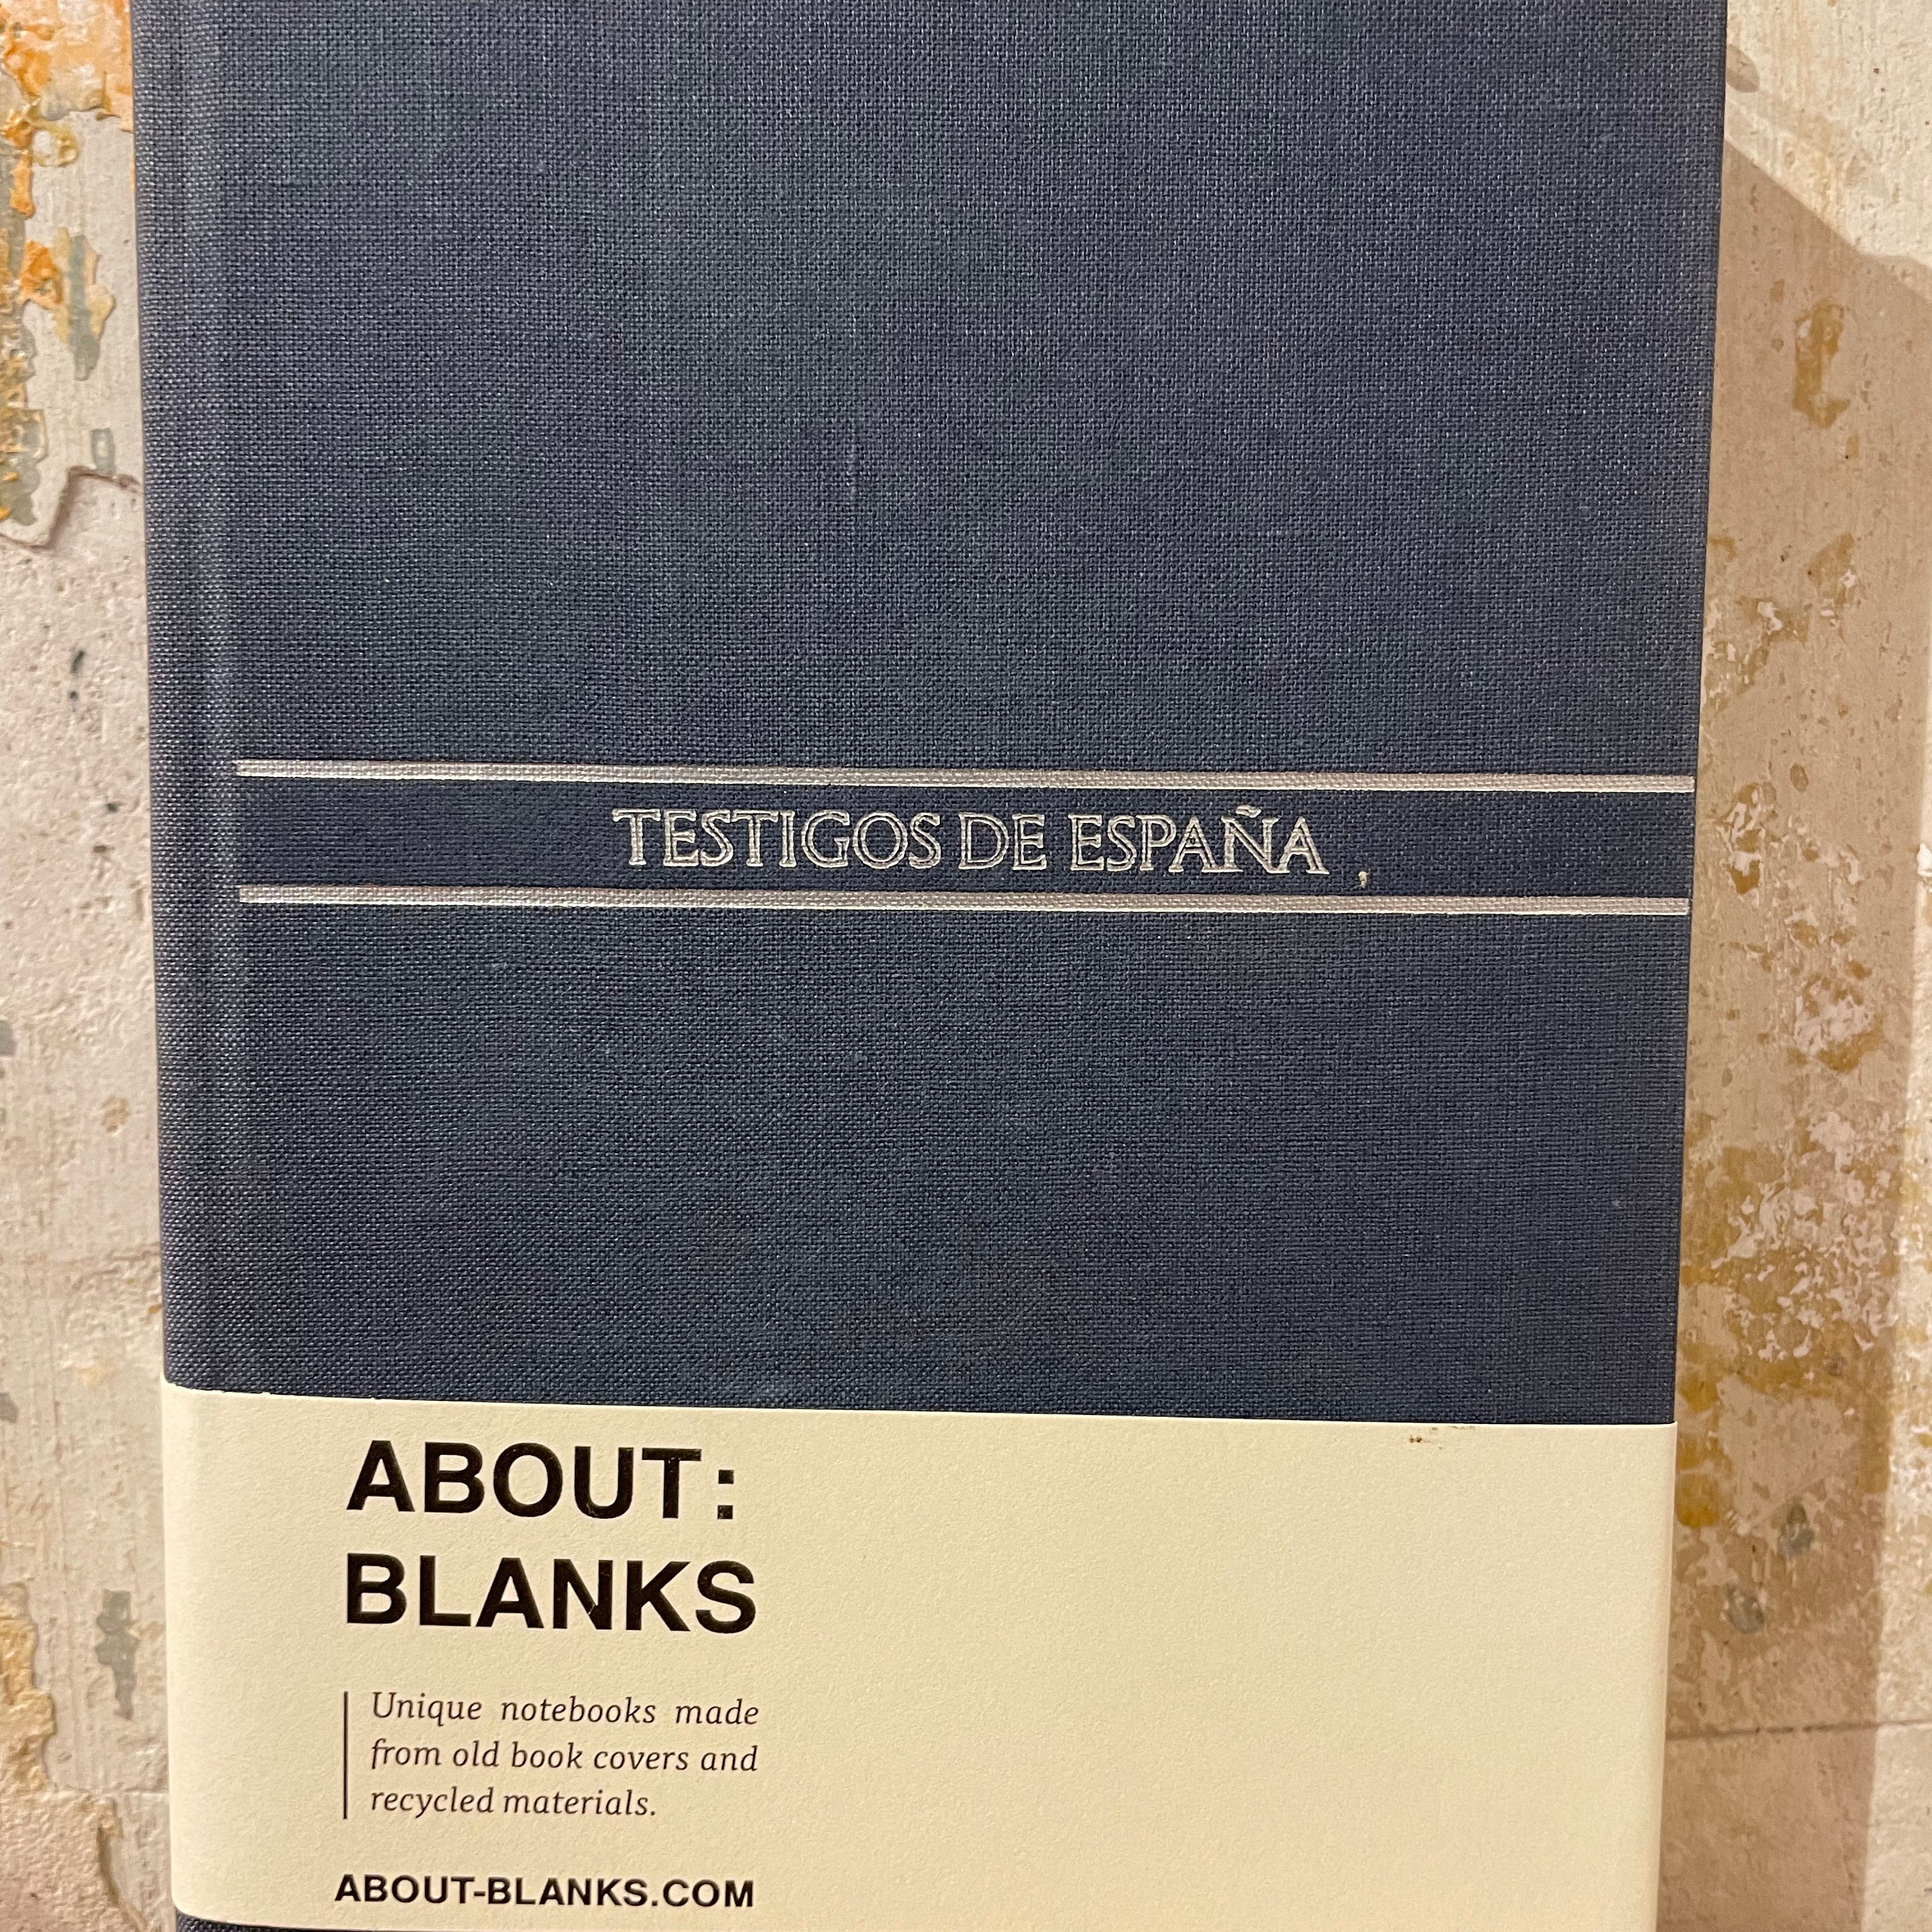 TESTIGOS DE ESPAÑA
ABOUT:
BLANKS
Unique notebooks made
from old book covers and
recycled materials.
ABOUT-BLANKS.COM